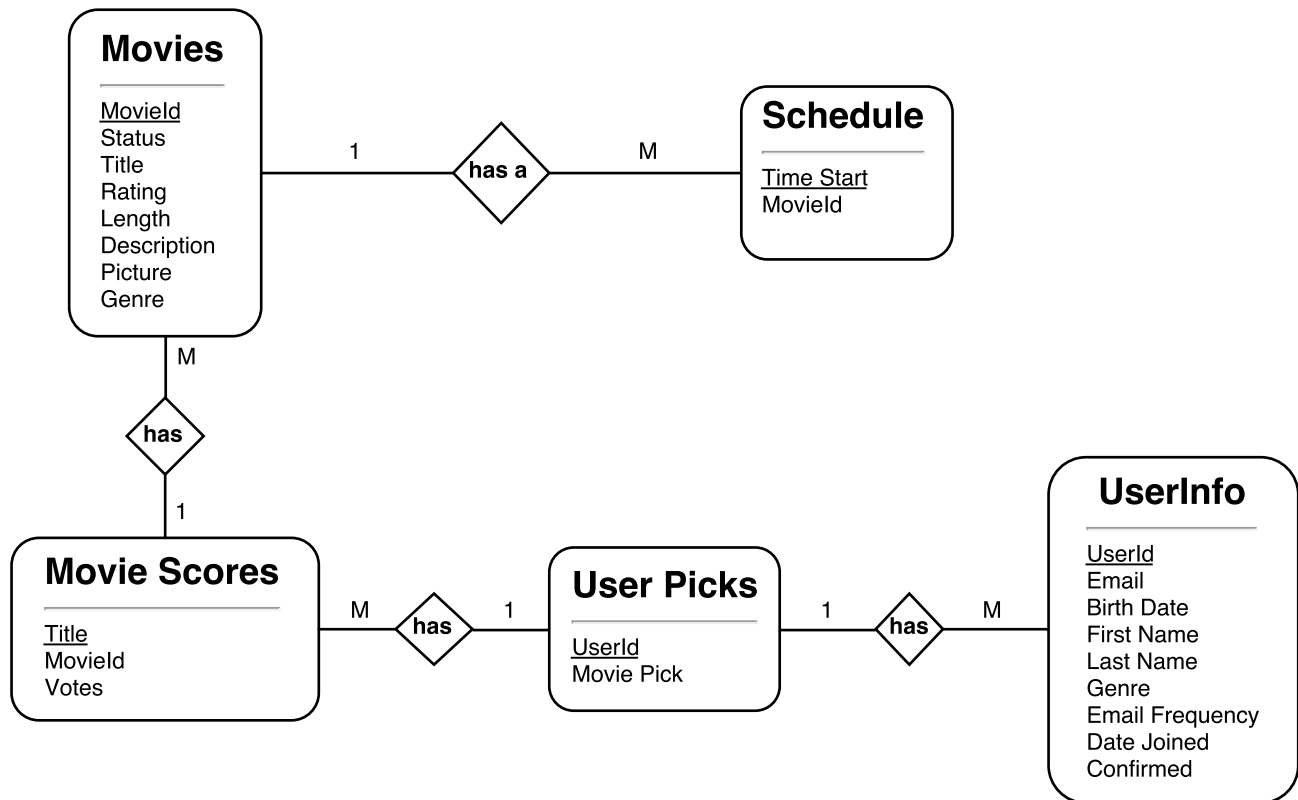 Movies
MovieId
Status
Title
Rating
Length
Description
Picture
Genre
1
has a
M
Schedule
Time Start
MovieId
M
has
1
Movie Scores
Title
MovieId
Votes
M
has
1
User Picks
UserId
Movie Pick
1
has
M
UserInfo
UserId
Email
Birth Date
First Name
Last Name
Genre
Email Frequency
Date Joined
Confirmed